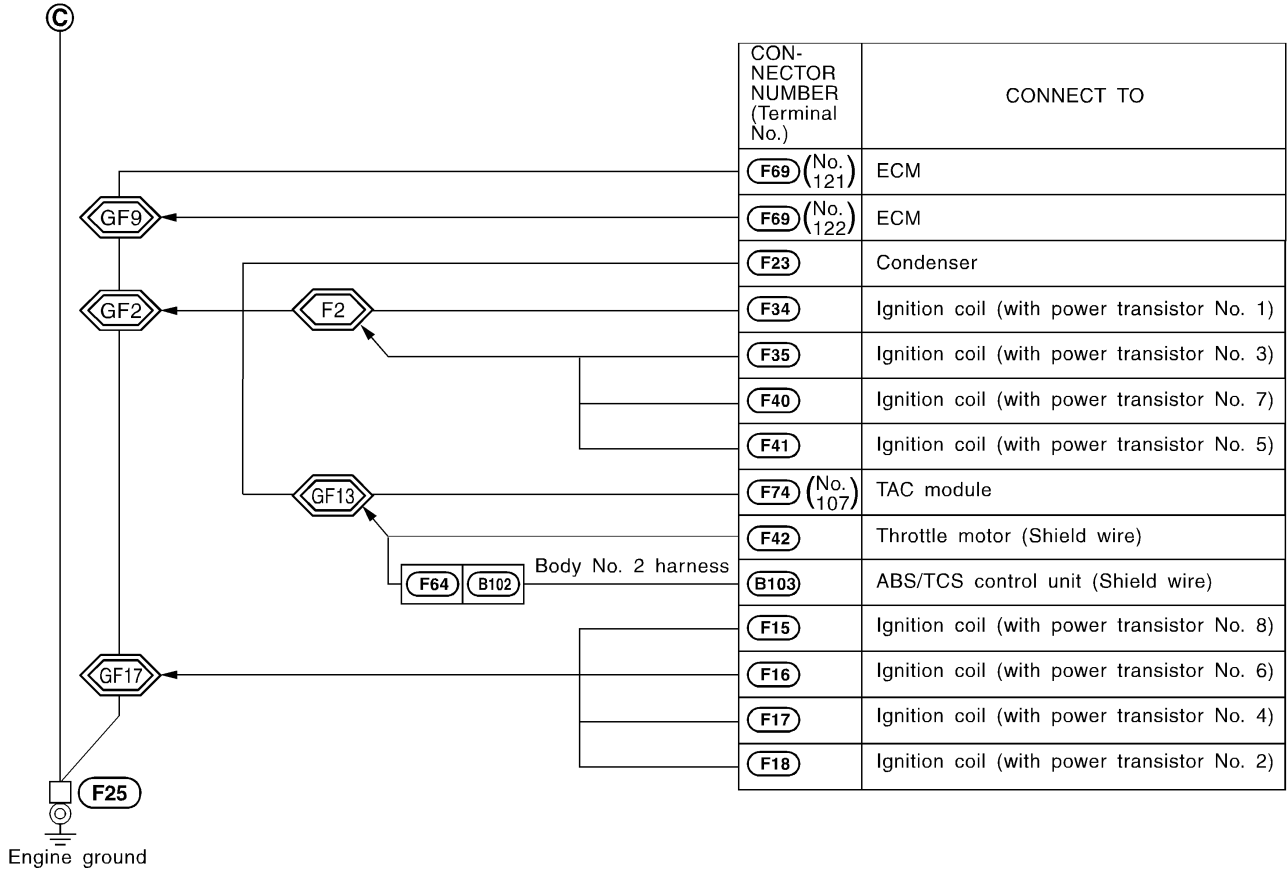 C
CON-
NECTOR
NUMBER
(Terminal
No.)
CONNECT TO
F69 (No. 121) ECM
GF9
F69 (No. 122) ECM
F23 Condenser
GF2
F2
F34 Ignition coil (with power transistor No. 1)
F35 Ignition coil (with power transistor No. 3)
F40 Ignition coil (with power transistor No. 7)
F41 Ignition coil (with power transistor No. 5)
GF13
F74 (No. 107) TAC module
F42 Throttle motor (Shield wire)
F64 B102 Body No. 2 harness
B103 ABS/TCS control unit (Shield wire)
F15 Ignition coil (with power transistor No. 8)
GF17
F16 Ignition coil (with power transistor No. 6)
F17 Ignition coil (with power transistor No. 4)
F18 Ignition coil (with power transistor No. 2)
F25
Engine ground